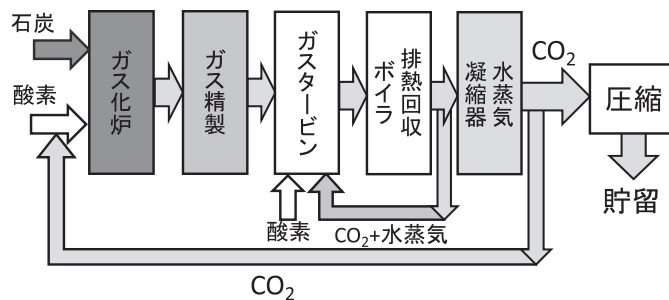 石炭
酸素
ガス化炉
ガス精製
ガスタービン
排熱回収
ボイラ
水蒸気
凝縮器
CO2
圧縮
貯留
酸素
CO2+水蒸気
CO2